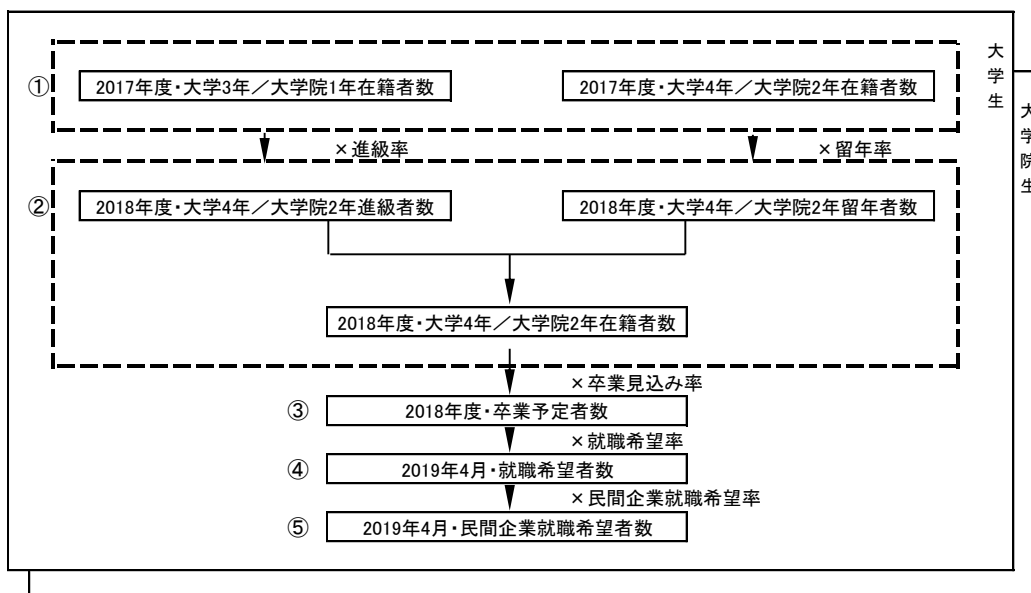 ①
2017年度・大学3年／大学院1年在籍者数
2017年度・大学4年／大学院2年在籍者数
大学生
大学院生
×進級率
×留年率
②
2018年度・大学4年／大学院2年進級者数
2018年度・大学4年／大学院2年留年者数
2018年度・大学4年／大学院2年在籍者数
×卒業見込み率
③
2018年度・卒業予定者数
×就職希望率
④
2019年4月・就職希望者数
×民間企業就職希望率
⑤
2019年4月・民間企業就職希望者数